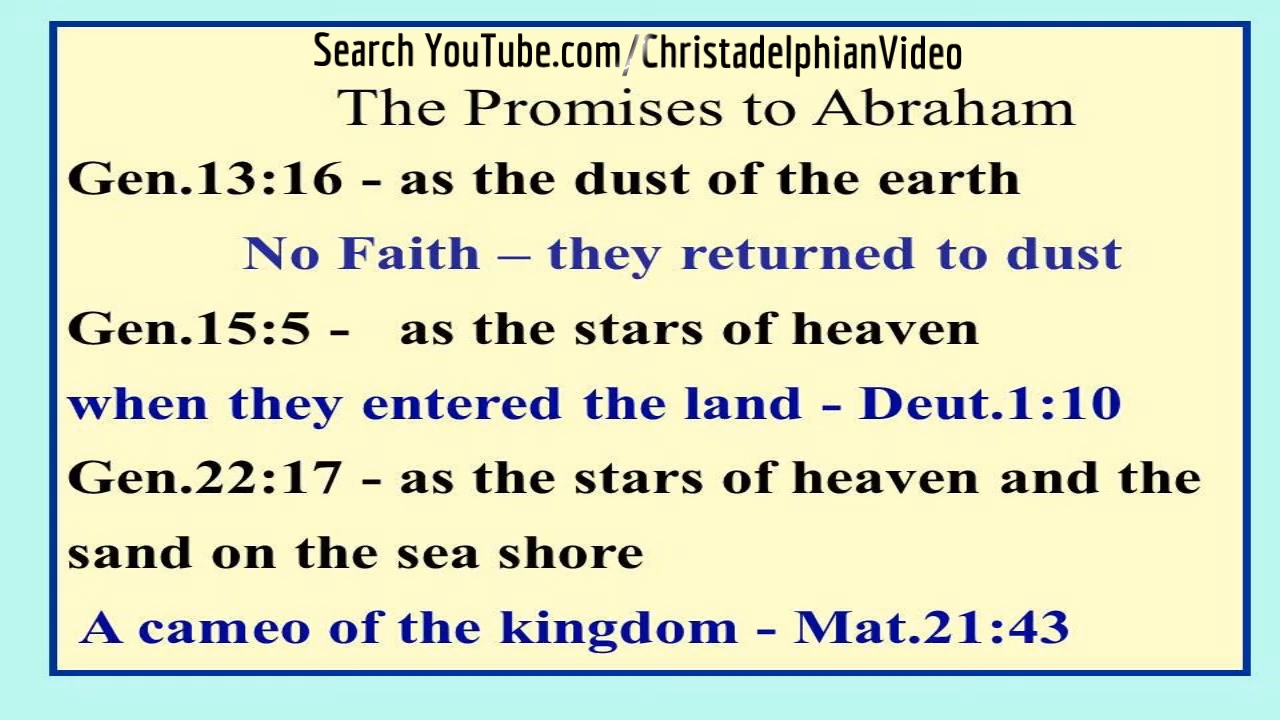 Search YouTube.com/ChristadelphianVideo
The Promises to Abraham
Gen.13:16 - as the dust of the earth
No Faith – they returned to dust
Gen.15:5 - as the stars of heaven
when they entered the land - Deut.1:10
Gen.22:17 - as the stars of heaven and the
sand on the sea shore
A cameo of the kingdom - Mat.21:43